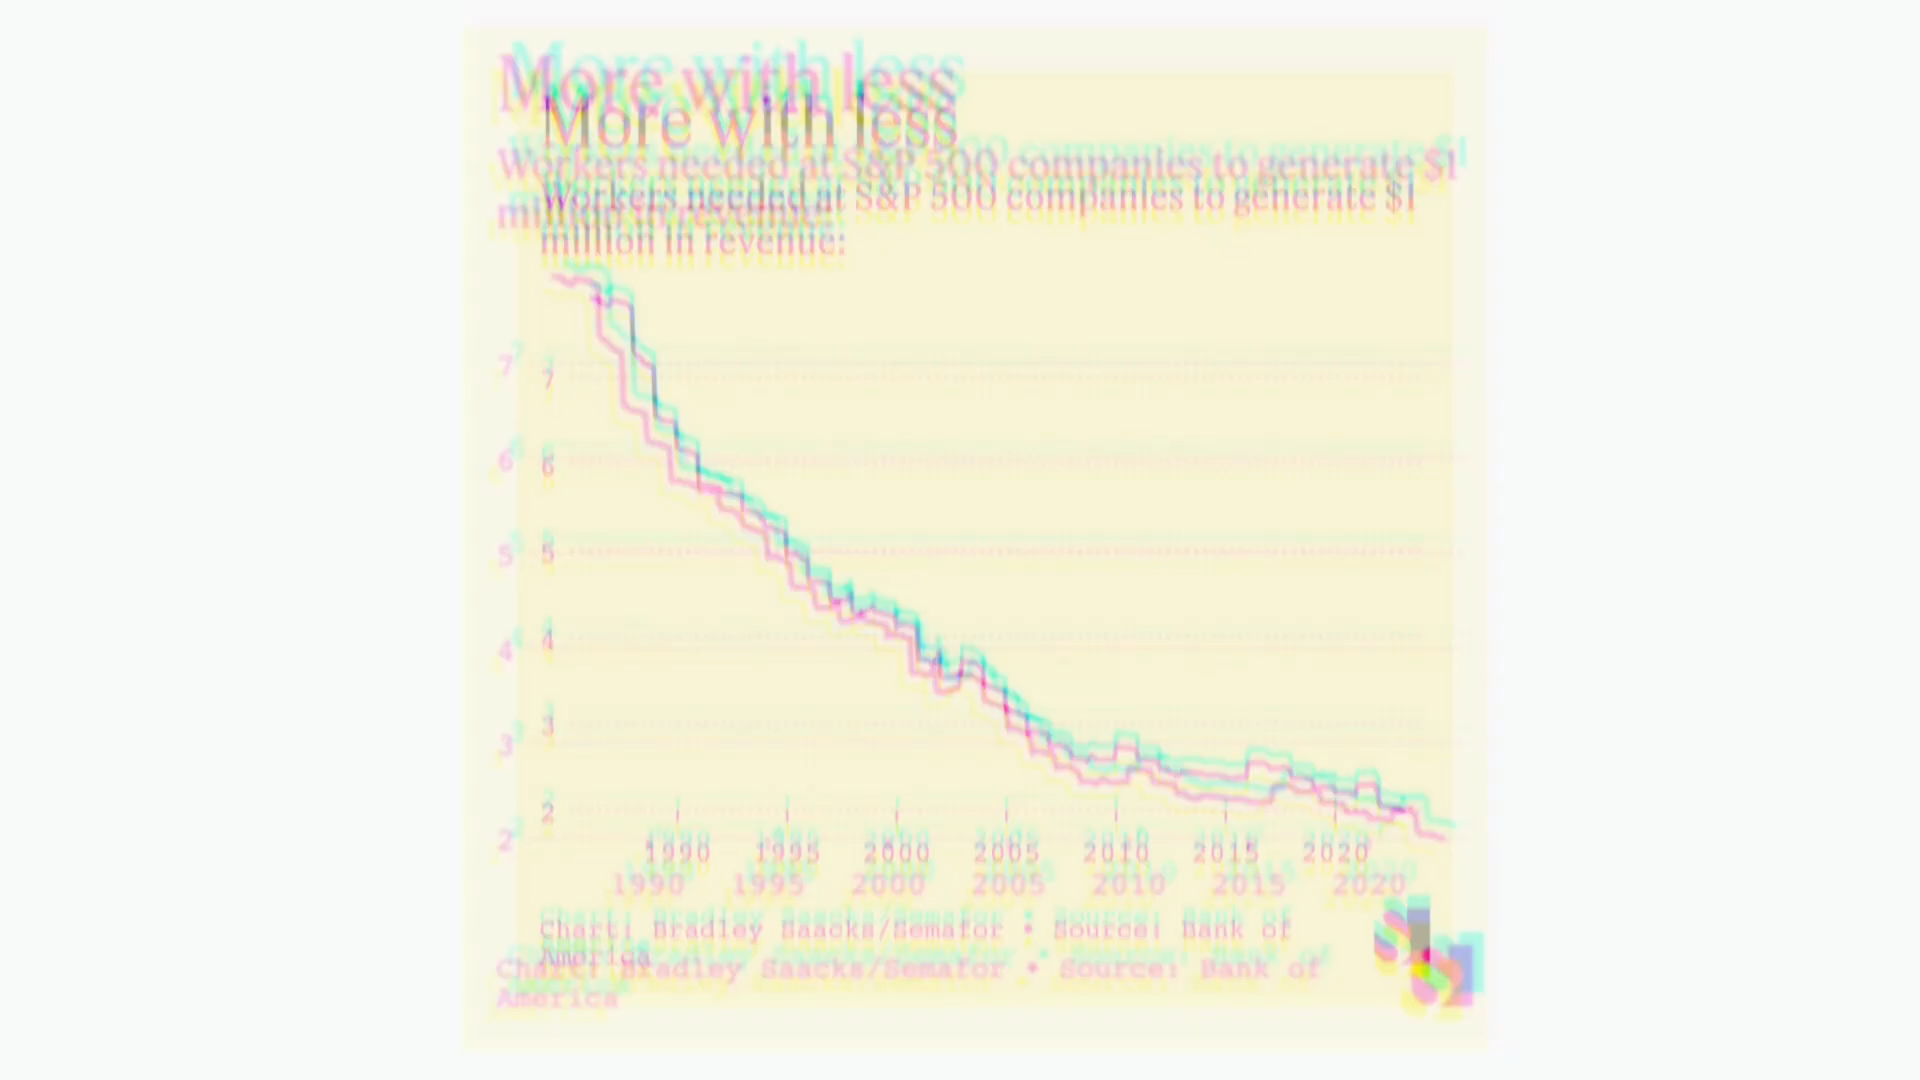 More with less
Workers needed at S&P 500 companies to generate $1
million in revenue:
7
6
5
4
3
2
1990 1995 2000 2005 2010 2015 2020
Chart: Bradley Saacks/Semafor • Source: Bank of
America